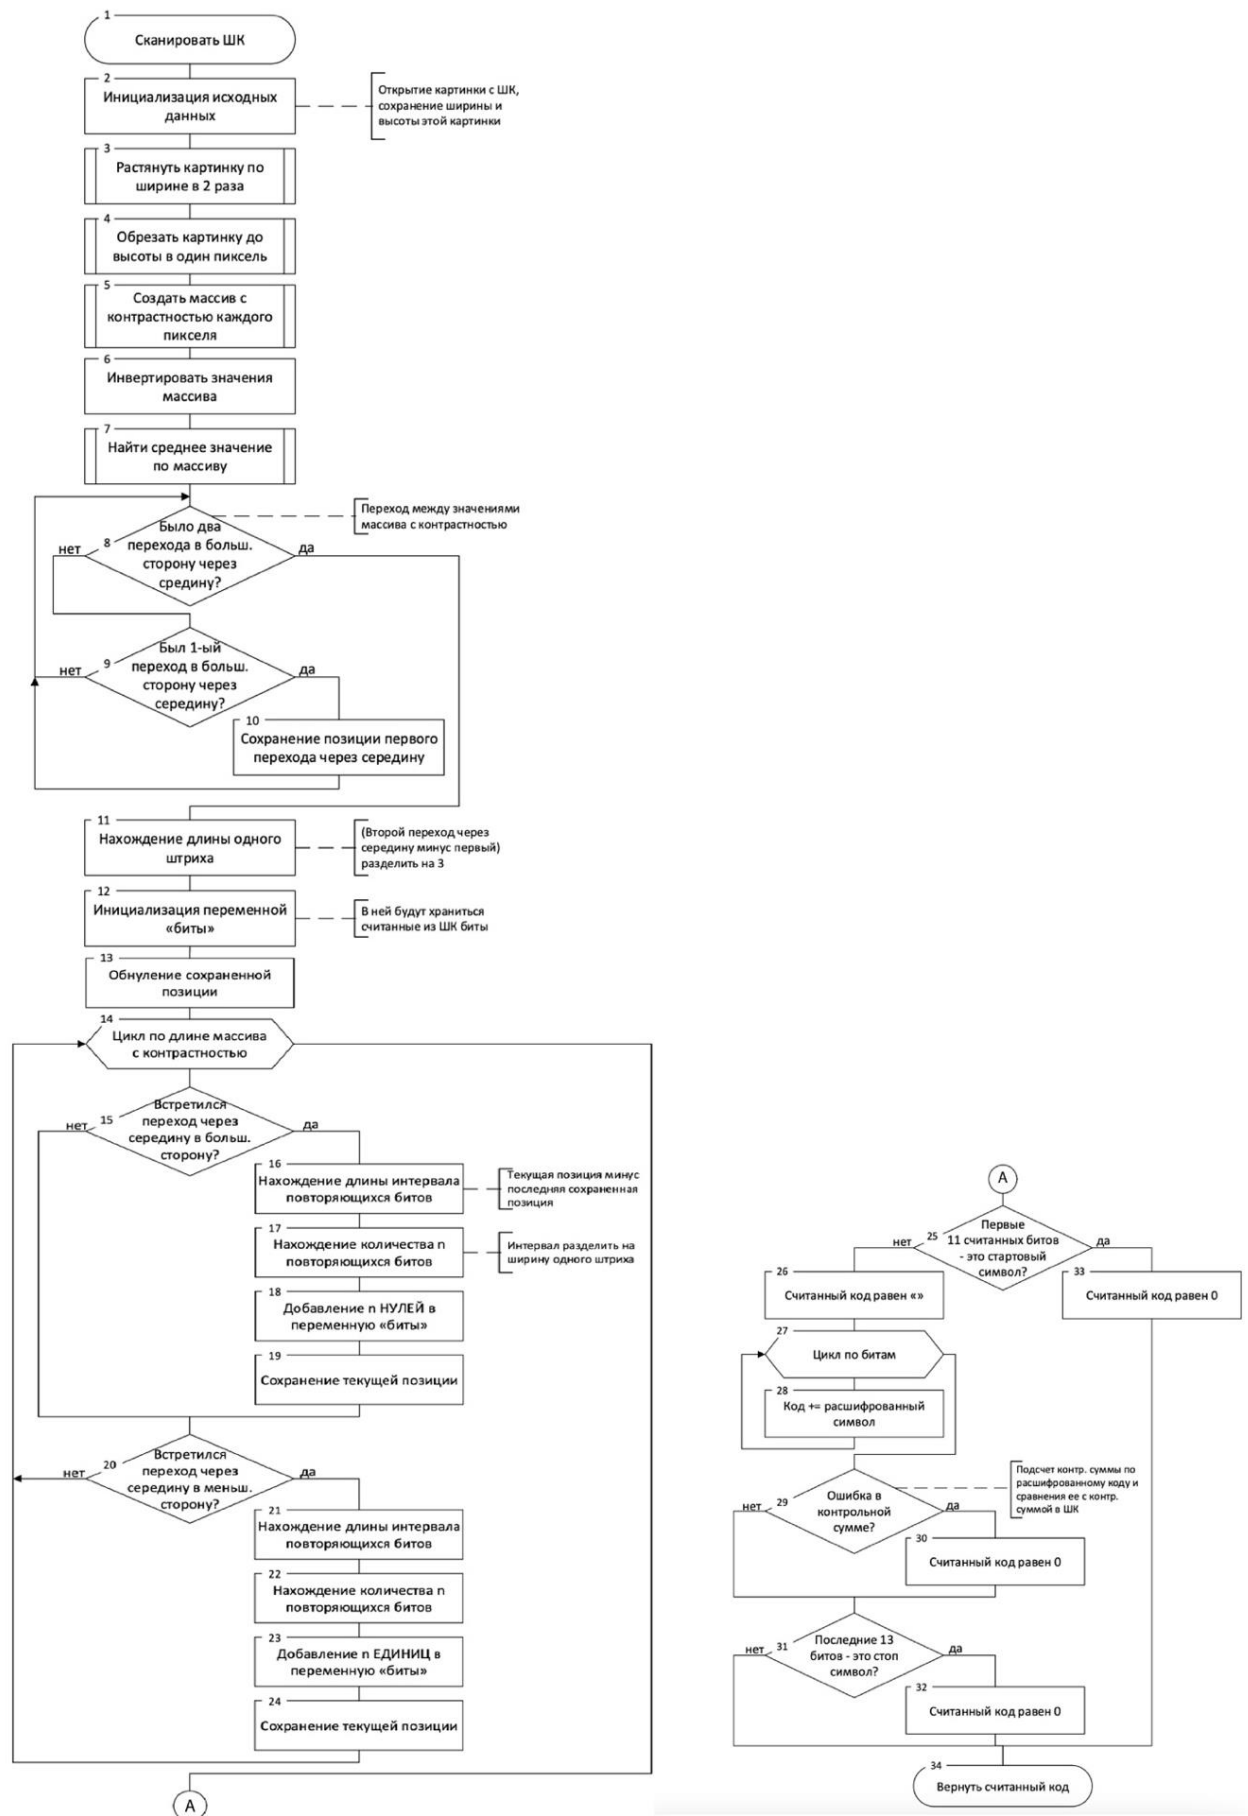 1
Сканировать ШК
2
Инициализация исходных
данных
Открытие картинки с ШК,
сохранение ширины и
высоты этой картинки
3
Растянуть картинку по
ширине в 2 раза
4
Обрезать картинку до
высоты в один пиксель
5
Создать массив с
контрастностью каждого
пикселя
6
Инвертировать значения
массива
7
Найти среднее значение
по массиву
Переход между значениями
массива с контрастностью
8
Было два
перехода в больш.
сторону через
средину?
нет
да
9
Был 1-ый
переход в больш.
сторону через
середину?
нет
да
10
Сохранение позиции первого
перехода через середину
11
Нахождение длины одного
штриха
(Второй переход через
середину минус первый)
разделить на 3
12
Инициализация переменной
«биты»
В ней будут храниться
считанные из ШК биты
13
Обнуление сохраненной
позиции
14
Цикл по длине массива
с контрастностью
15
Встретился
переход через
середину в больш.
сторону?
нет
да
16
Нахождение длины интервала
повторяющихся битов
Текущая позиция минус
последняя сохраненная
позиция
17
Нахождение количества n
повторяющихся битов
Интервал разделить на
ширину одного штриха
18
Добавление n НУЛЕЙ в
переменную «биты»
19
Сохранение текущей позиции
20
Встретился
переход через
середину в меньш.
сторону?
нет
да
21
Нахождение длины интервала
повторяющихся битов
22
Нахождение количества n
повторяющихся битов
23
Добавление n ЕДИНИЦ в
переменную «биты»
24
Сохранение текущей позиции
А
А
25
Первые
11 считанных битов
- это стартовый
символ?
нет
да
26
Считанный код равен «»
33
Считанный код равен 0
27
Цикл по битам
28
Код += расшифрованный
символ
29
Ошибка в
контрольной
сумме?
нет
да
Подсчет контр. суммы по
расшифрованному коду и
сравнения ее с контр.
суммой в ШК
30
Считанный код равен 0
31
Последние 13
битов - это стоп
символ?
нет
да
32
Считанный код равен 0
34
Вернуть считанный код